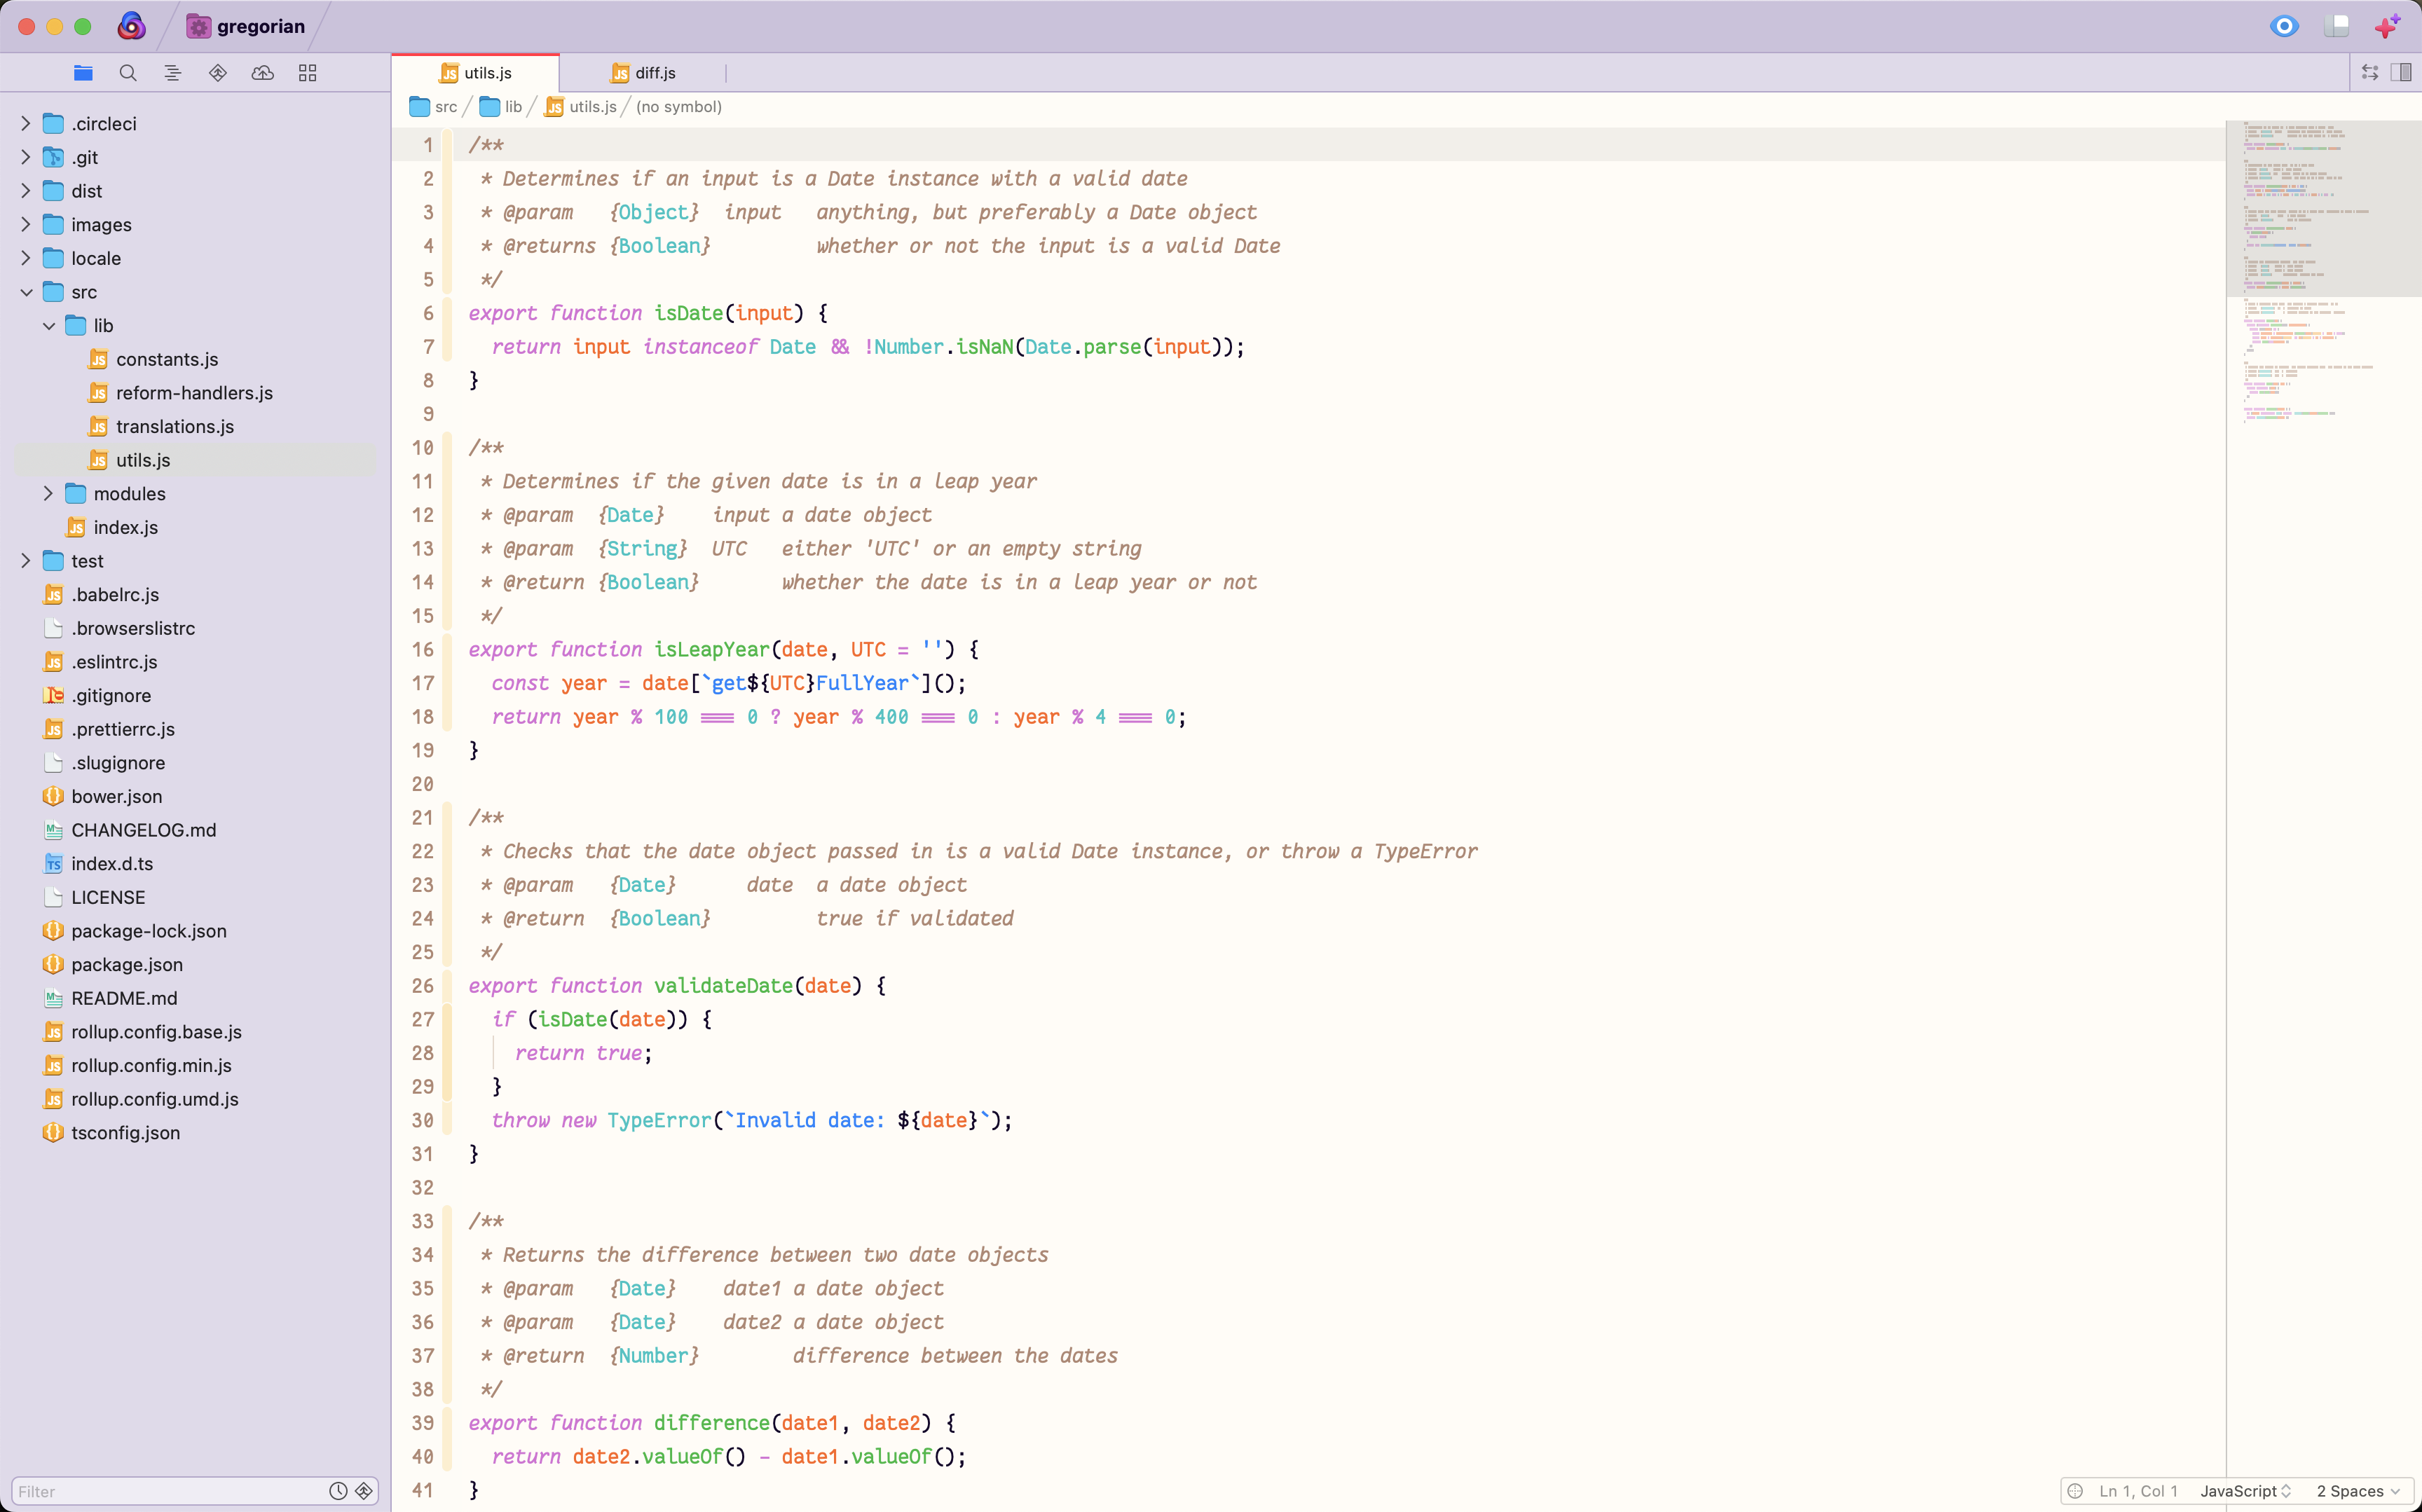 gregorian
utils.js
diff.js
src / lib / utils.js / (no symbol)
.circleci
.git
dist
images
locale
src
lib
constants.js
reform-handlers.js
translations.js
utils.js
modules
index.js
test
.babelrc.js
.browserslistrc
.eslintrc.js
.gitignore
.prettierrc.js
.slugignore
bower.json
CHANGELOG.md
index.d.ts
LICENSE
package-lock.json
package.json
README.md
rollup.config.base.js
rollup.config.min.js
rollup.config.umd.js
tsconfig.json
Filter
1 /**
2  * Determines if an input is a Date instance with a valid date
3  * @param   {Object}  input   anything, but preferably a Date object
4  * @returns {Boolean}         whether or not the input is a valid Date
5  */
6 export function isDate(input) {
7   return input instanceof Date && !Number.isNaN(Date.parse(input));
8 }
9
10 /**
11  * Determines if the given date is in a leap year
12  * @param  {Date}    input a date object
13  * @param  {String}  UTC   either 'UTC' or an empty string
14  * @return {Boolean}       whether the date is in a leap year or not
15  */
16 export function isLeapYear(date, UTC = '') {
17   const year = date[`get${UTC}FullYear`]();
18   return year % 100 === 0 ? year % 400 === 0 : year % 4 === 0;
19 }
20
21 /**
22  * Checks that the date object passed in is a valid Date instance, or throw a TypeError
23  * @param   {Date}      date  a date object
24  * @return  {Boolean}         true if validated
25  */
26 export function validateDate(date) {
27   if (isDate(date)) {
28     return true;
29   }
30   throw new TypeError(`Invalid date: ${date}`);
31 }
32
33 /**
34  * Returns the difference between two date objects
35  * @param   {Date}    date1 a date object
36  * @param   {Date}    date2 a date object
37  * @return  {Number}        difference between the dates
38  */
39 export function difference(date1, date2) {
40   return date2.valueOf() - date1.valueOf();
41 }
Ln 1, Col 1 JavaScript 2 Spaces